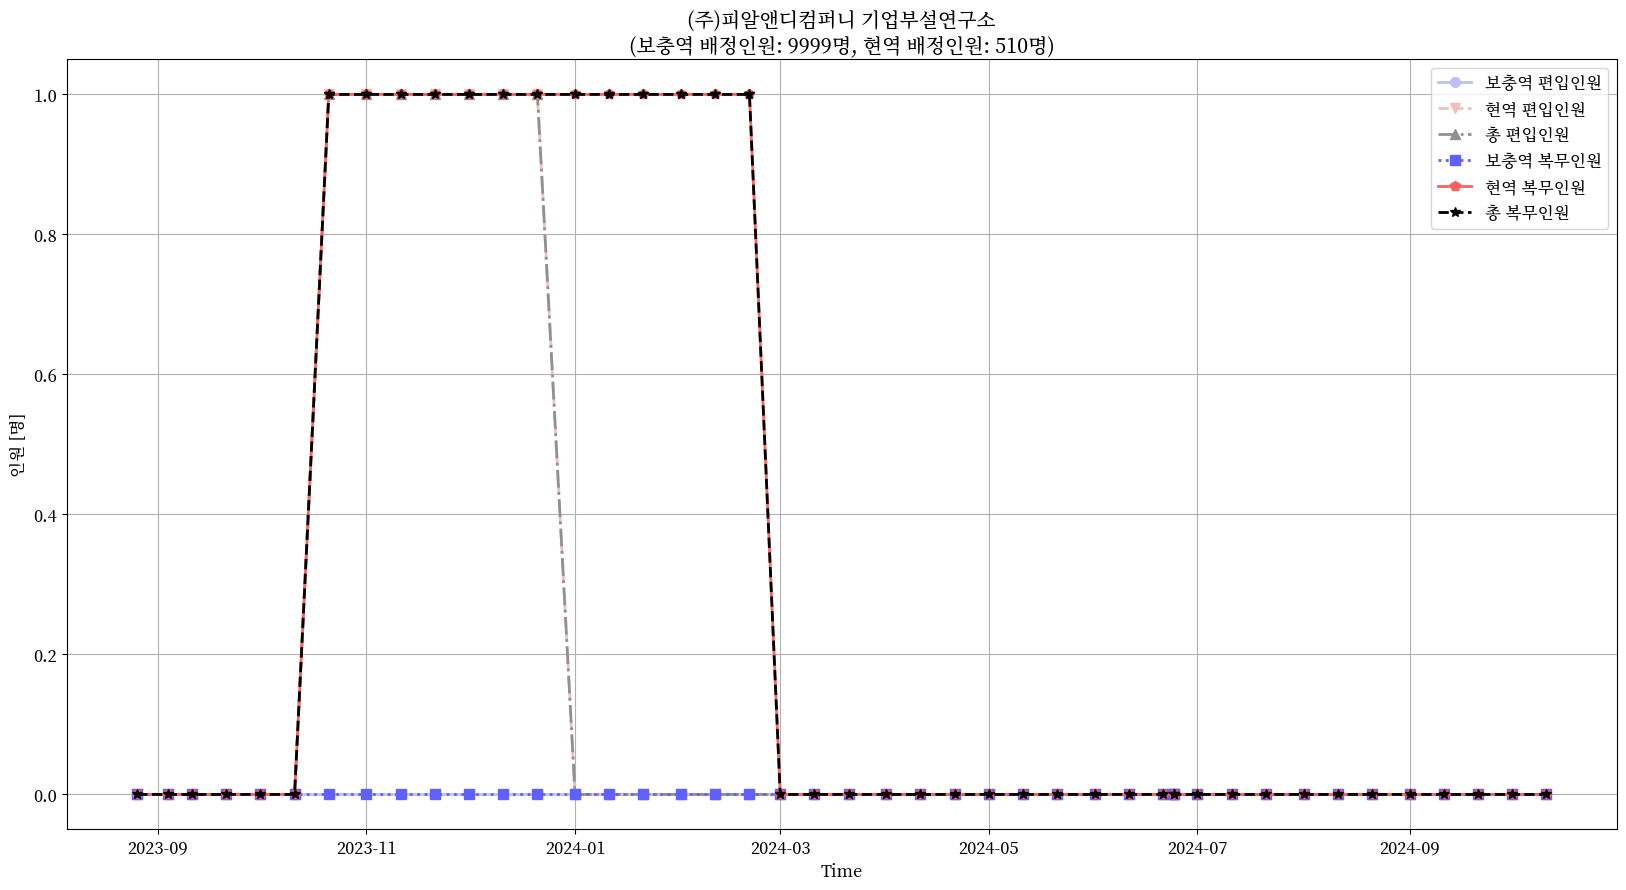 (주)피알앤디컴퍼니 기업부설연구소
(보충역 배정인원: 9999명, 현역 배정인원: 510명)
보충역 편입인원
현역 편입인원
총 편입인원
보충역 복무인원
현역 복무인원
총 복무인원
인원 [명]
1.0
0.8
0.6
0.4
0.2
0.0
2023-09
2023-11
2024-01
2024-03
2024-05
2024-07
2024-09
Time